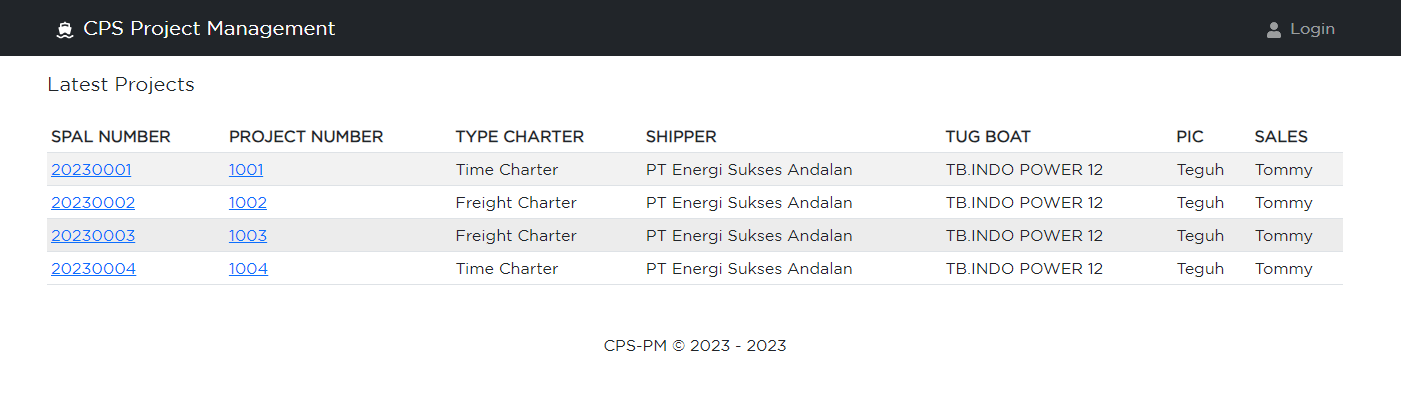 CPS Project Management Login
Latest Projects
SPAL NUMBER PROJECT NUMBER TYPE CHARTER SHIPPER TUG BOAT PIC SALES
20230001 1001 Time Charter PT Energi Sukses Andalan TB.INDO POWER 12 Teguh Tommy
20230002 1002 Freight Charter PT Energi Sukses Andalan TB.INDO POWER 12 Teguh Tommy
20230003 1003 Freight Charter PT Energi Sukses Andalan TB.INDO POWER 12 Teguh Tommy
20230004 1004 Time Charter PT Energi Sukses Andalan TB.INDO POWER 12 Teguh Tommy
CPS-PM © 2023 - 2023